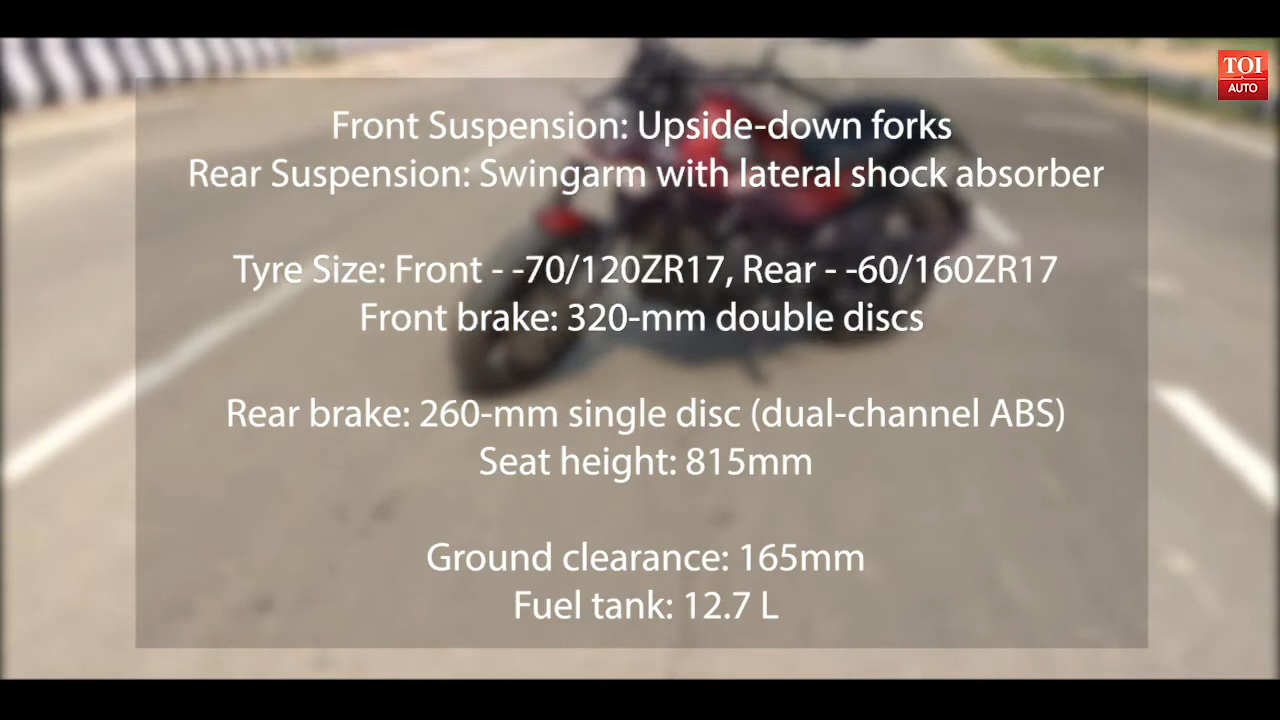 TOI
AUTO
Front Suspension: Upside-down forks
Rear Suspension: Swingarm with lateral shock absorber
Tyre Size: Front - -70/120ZR17, Rear - -60/160ZR17
Front brake: 320-mm double discs
Rear brake: 260-mm single disc (dual-channel ABS)
Seat height: 815mm
Ground clearance: 165mm
Fuel tank: 12.7 L